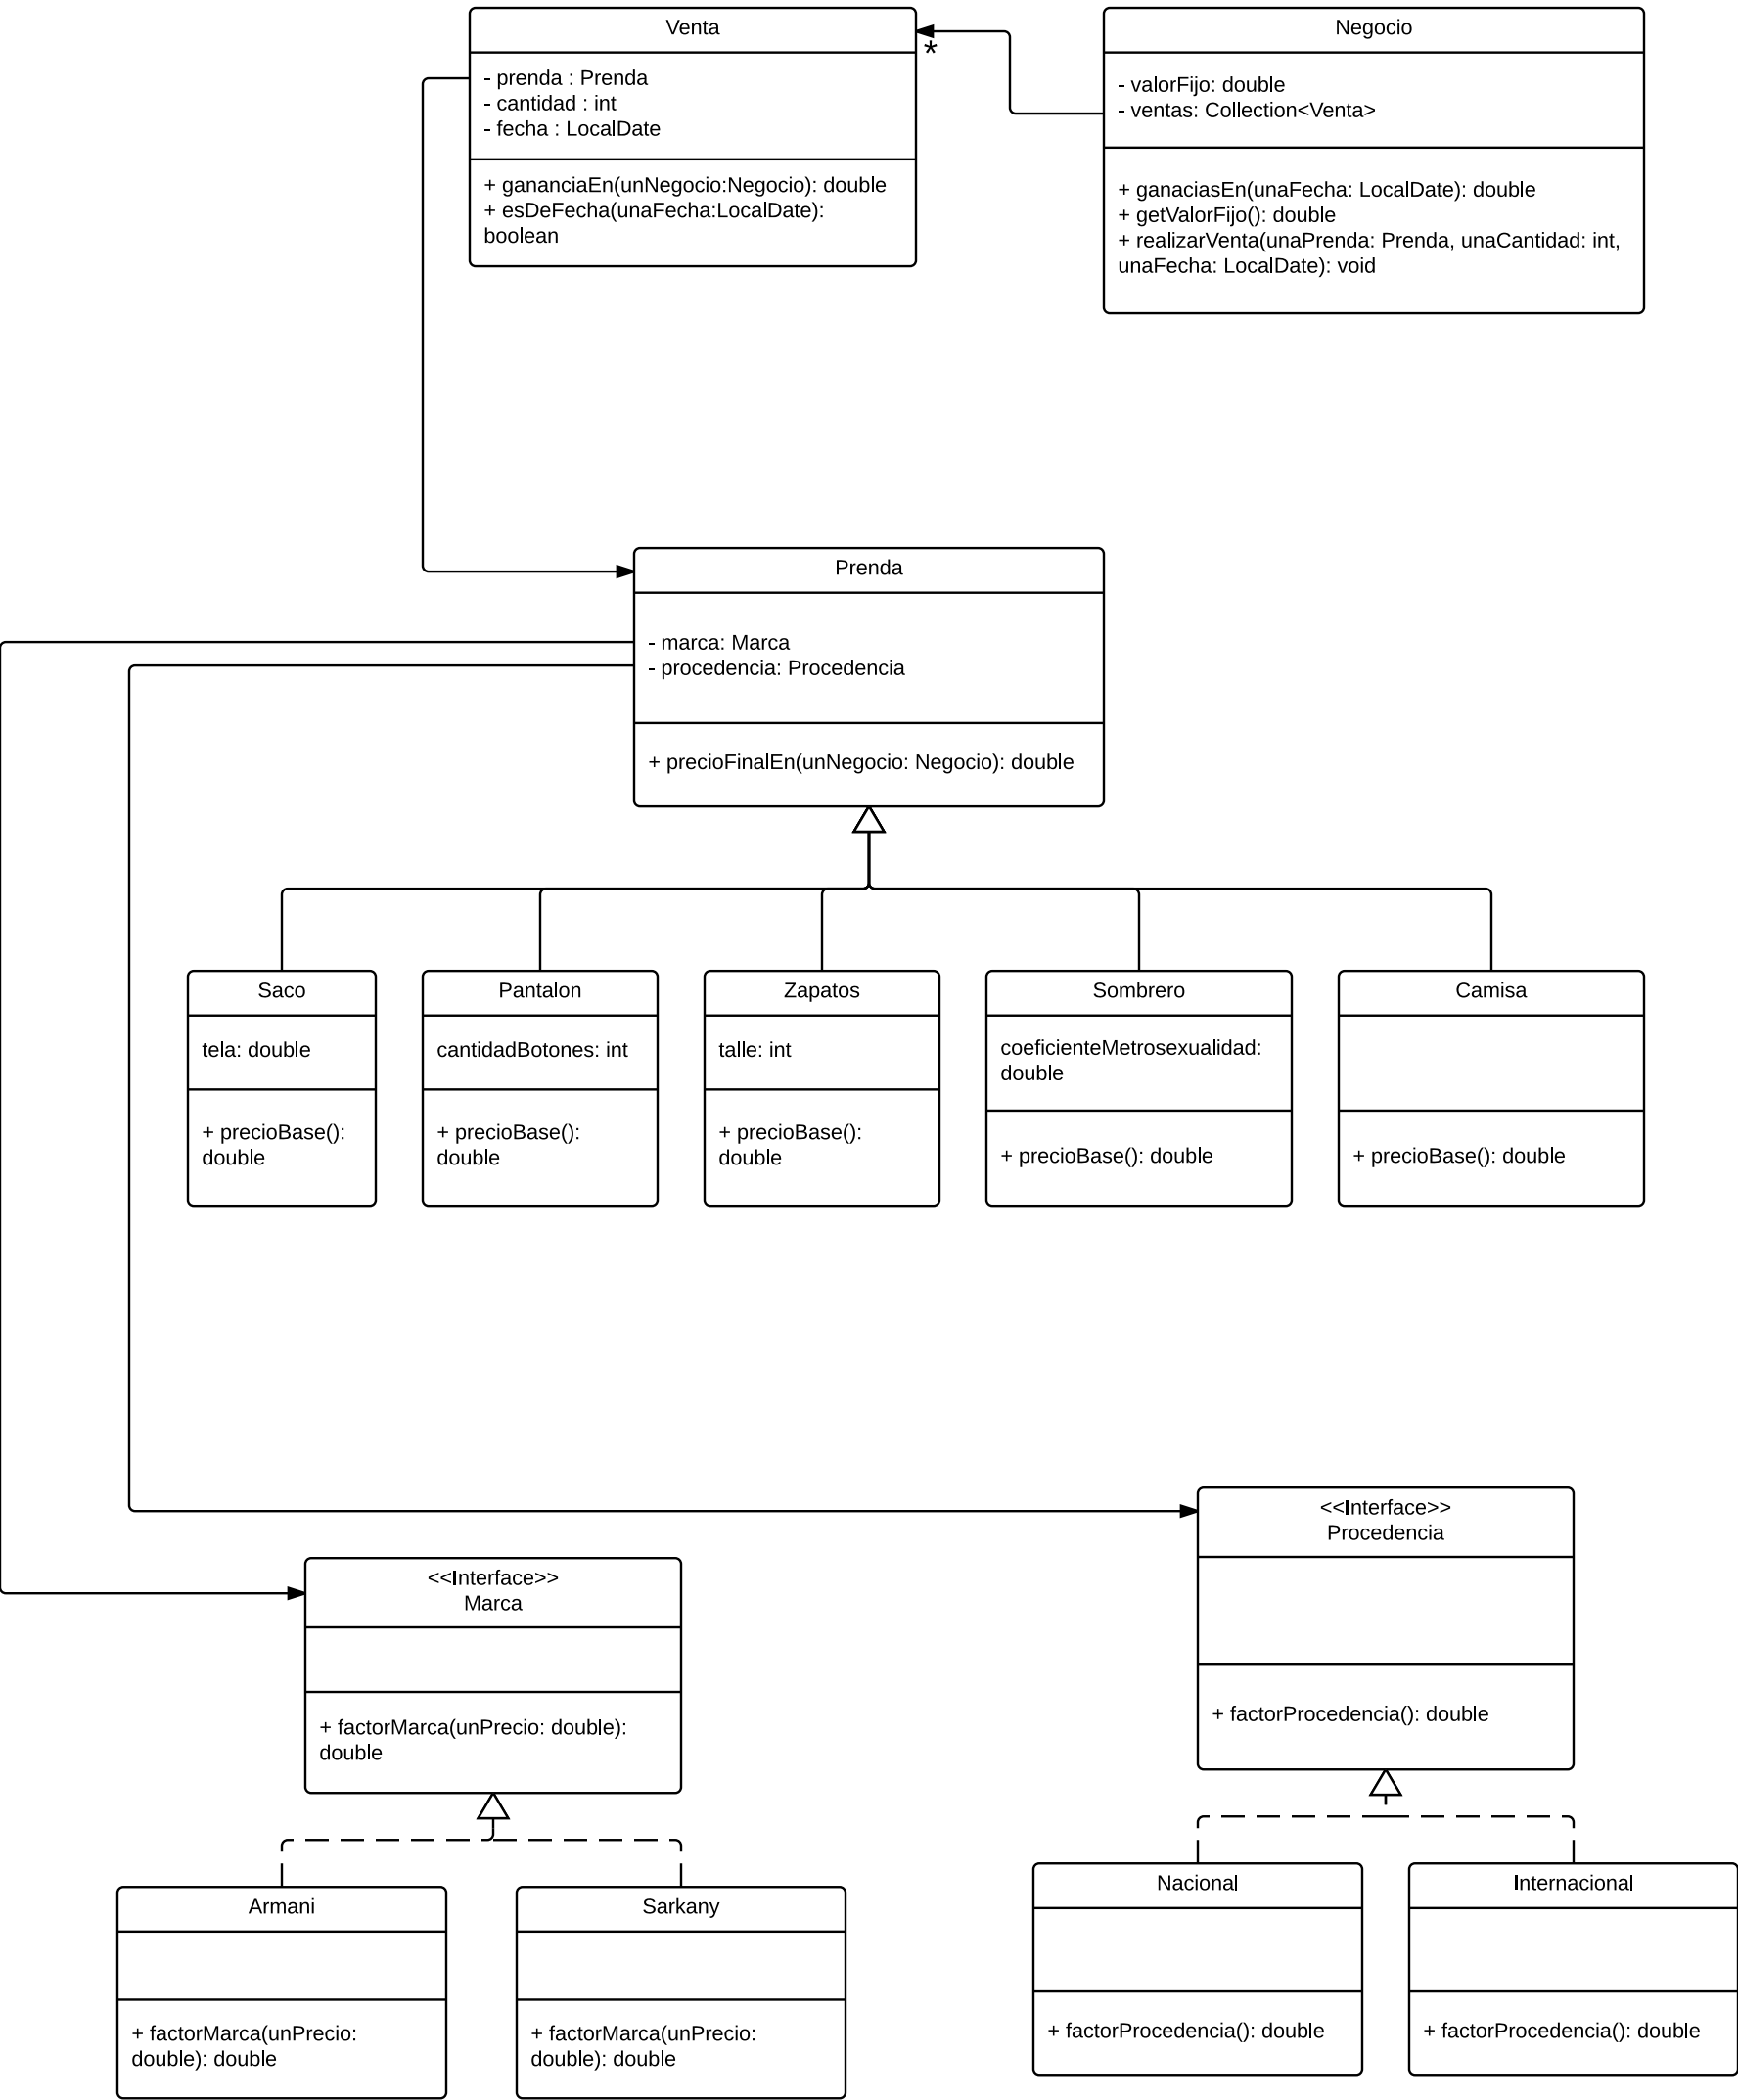 Venta
- prenda : Prenda
- cantidad : int
- fecha : LocalDate
+ gananciaEn(unNegocio:Negocio): double
+ esDeFecha(unaFecha:LocalDate):
boolean
*
Negocio
- valorFijo: double
- ventas: Collection<Venta>
+ ganaciasEn(unaFecha: LocalDate): double
+ getValorFijo(): double
+ realizarVenta(unaPrenda: Prenda, unaCantidad: int,
unaFecha: LocalDate): void
Prenda
- marca: Marca
- procedencia: Procedencia
+ precioFinalEn(unNegocio: Negocio): double
Saco
tela: double
+ precioBase():
double
Pantalon
cantidadBotones: int
+ precioBase():
double
Zapatos
talle: int
+ precioBase():
double
Sombrero
coeficienteMetrosexualidad:
double
+ precioBase(): double
Camisa
+ precioBase(): double
<<Interface>>
Procedencia
+ factorProcedencia(): double
<<Interface>>
Marca
+ factorMarca(unPrecio: double):
double
Armani
+ factorMarca(unPrecio:
double): double
Sarkany
+ factorMarca(unPrecio:
double): double
Nacional
+ factorProcedencia(): double
Internacional
+ factorProcedencia(): double